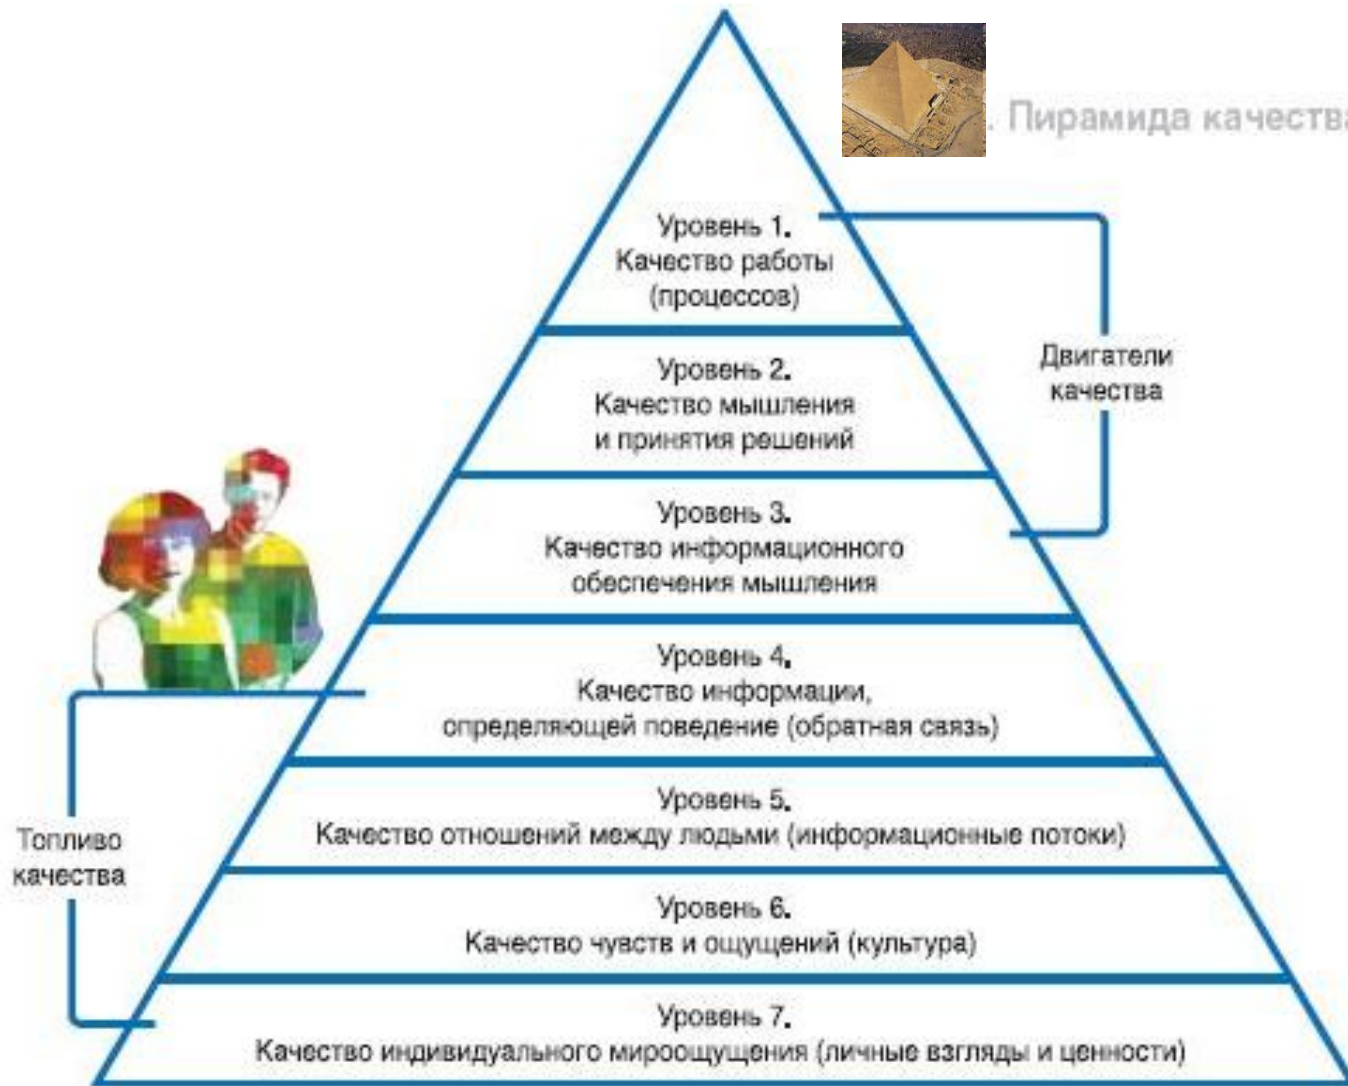 . Пирамида качества
Уровень 1.
Качество работы
(процессов)
Двигатели
качества
Уровень 2.
Качество мышления
и принятия решений
Уровень 3.
Качество информационного
обеспечения мышления
Уровень 4.
Качество информации,
определяющей поведение (обратная связь)
Уровень 5.
Качество отношений между людьми (информационные потоки)
Топливо
качества
Уровень 6.
Качество чувств и ощущений (культура)
Уровень 7.
Качество индивидуального мироощущения (личные взгляды и ценности)